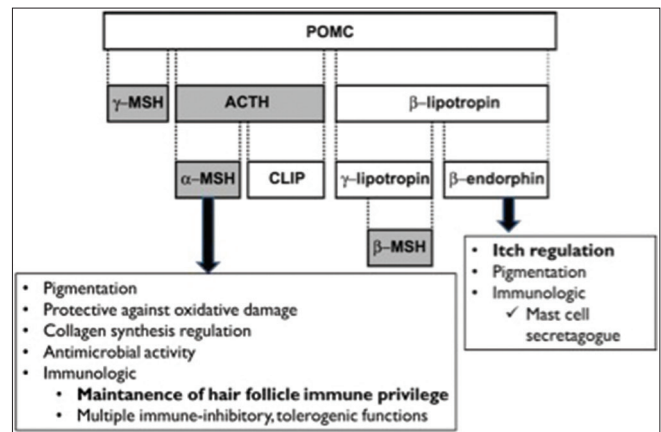 POMC
γ–MSH ACTH β–lipotropin
α–MSH CLIP γ–lipotropin β–endorphin
β–MSH
• Itch regulation
• Pigmentation
• Immunologic
✓ Mast cell
secretagogue
• Pigmentation
• Protective against oxidative damage
• Collagen synthesis regulation
• Antimicrobial activity
• Immunologic
• Maintanence of hair follicle immune privilege
• Multiple immune-inhibitory, tolerogenic functions